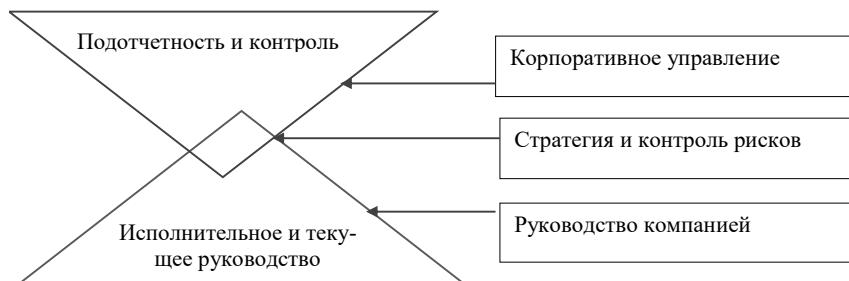 Подотчетность и контроль
Корпоративное управление
Стратегия и контроль рисков
Руководство компанией
Исполнительное и теку-
щее руководство